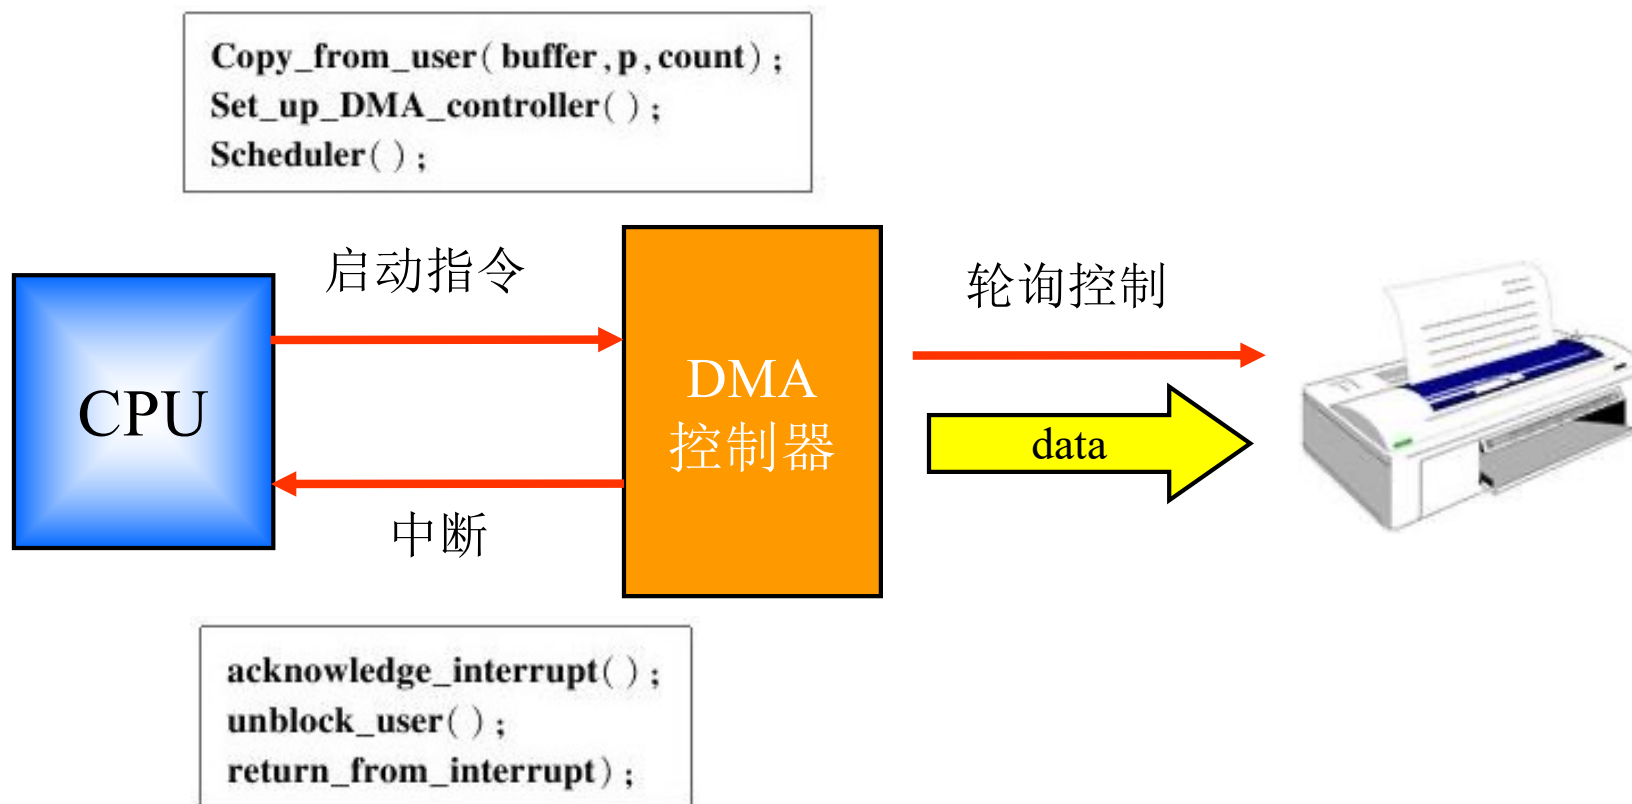 Copy_from_user(buffer,p,count);
Set_up_DMA_controller();
Scheduler();
启动指令
轮询控制
CPU
DMA
控制器
data
中断
acknowledge_interrupt();
unblock_user();
return_from_interrupt);